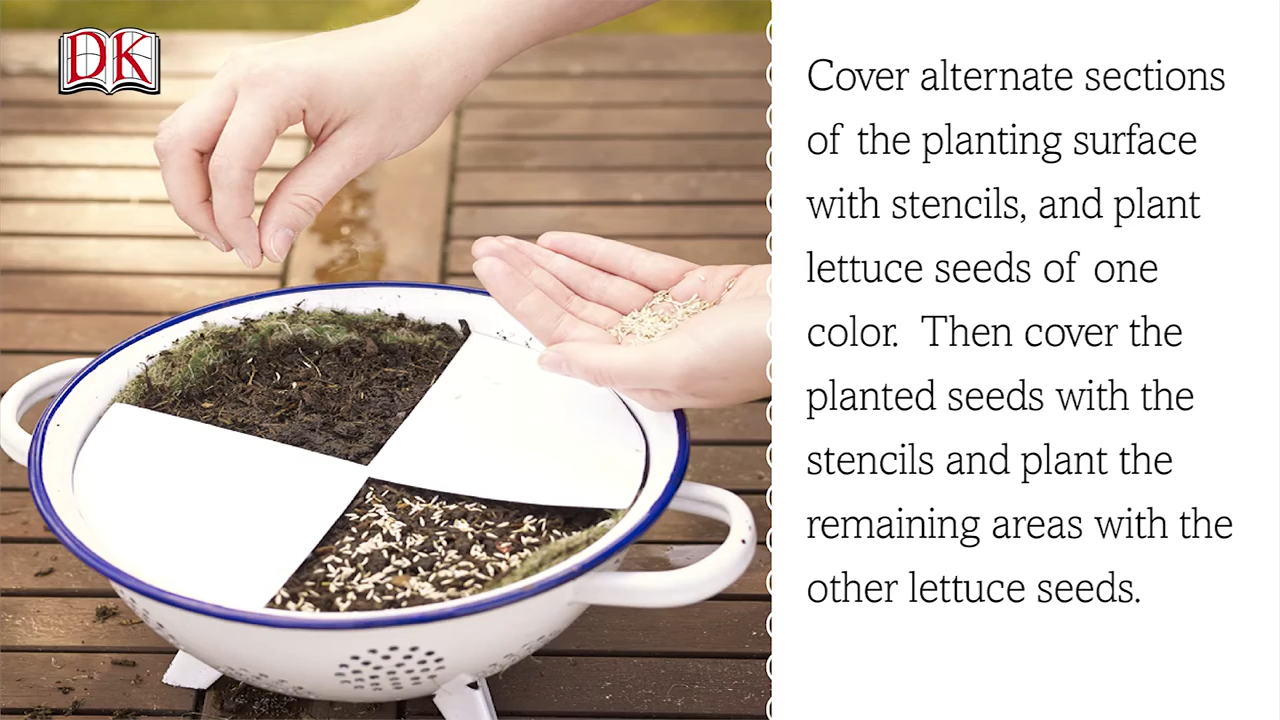 DK
Cover alternate sections
of the planting surface
with stencils, and plant
lettuce seeds of one
color. Then cover the
planted seeds with the
stencils and plant the
remaining areas with the
other lettuce seeds.